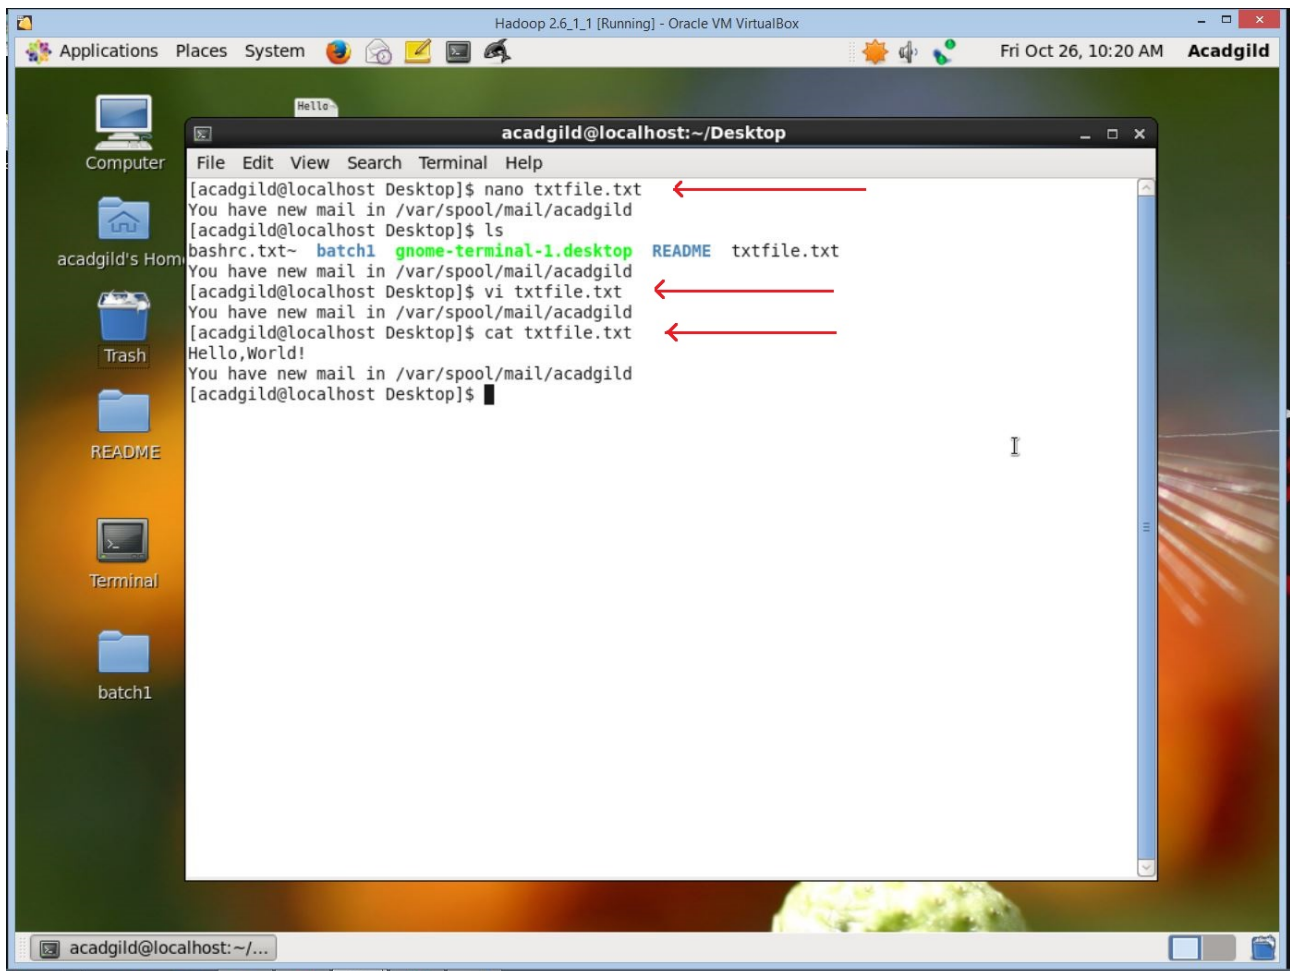 Hadoop 2.6_1_1 [Running] - Oracle VM VirtualBox
Applications Places System Fri Oct 26, 10:20 AM Acadgild
Hello
Computer
acadgild's Hom
Trash
README
Terminal
batch1
acadgild@localhost:~/Desktop
File Edit View Search Terminal Help
[acadgild@localhost Desktop]$ nano txtfile.txt
You have new mail in /var/spool/mail/acadgild
[acadgild@localhost Desktop]$ ls
bashrc.txt~ batch1 gnome-terminal-1.desktop README txtfile.txt
You have new mail in /var/spool/mail/acadgild
[acadgild@localhost Desktop]$ vi txtfile.txt
You have new mail in /var/spool/mail/acadgild
[acadgild@localhost Desktop]$ cat txtfile.txt
Hello,World!
You have new mail in /var/spool/mail/acadgild
[acadgild@localhost Desktop]$
acadgild@localhost:~/...